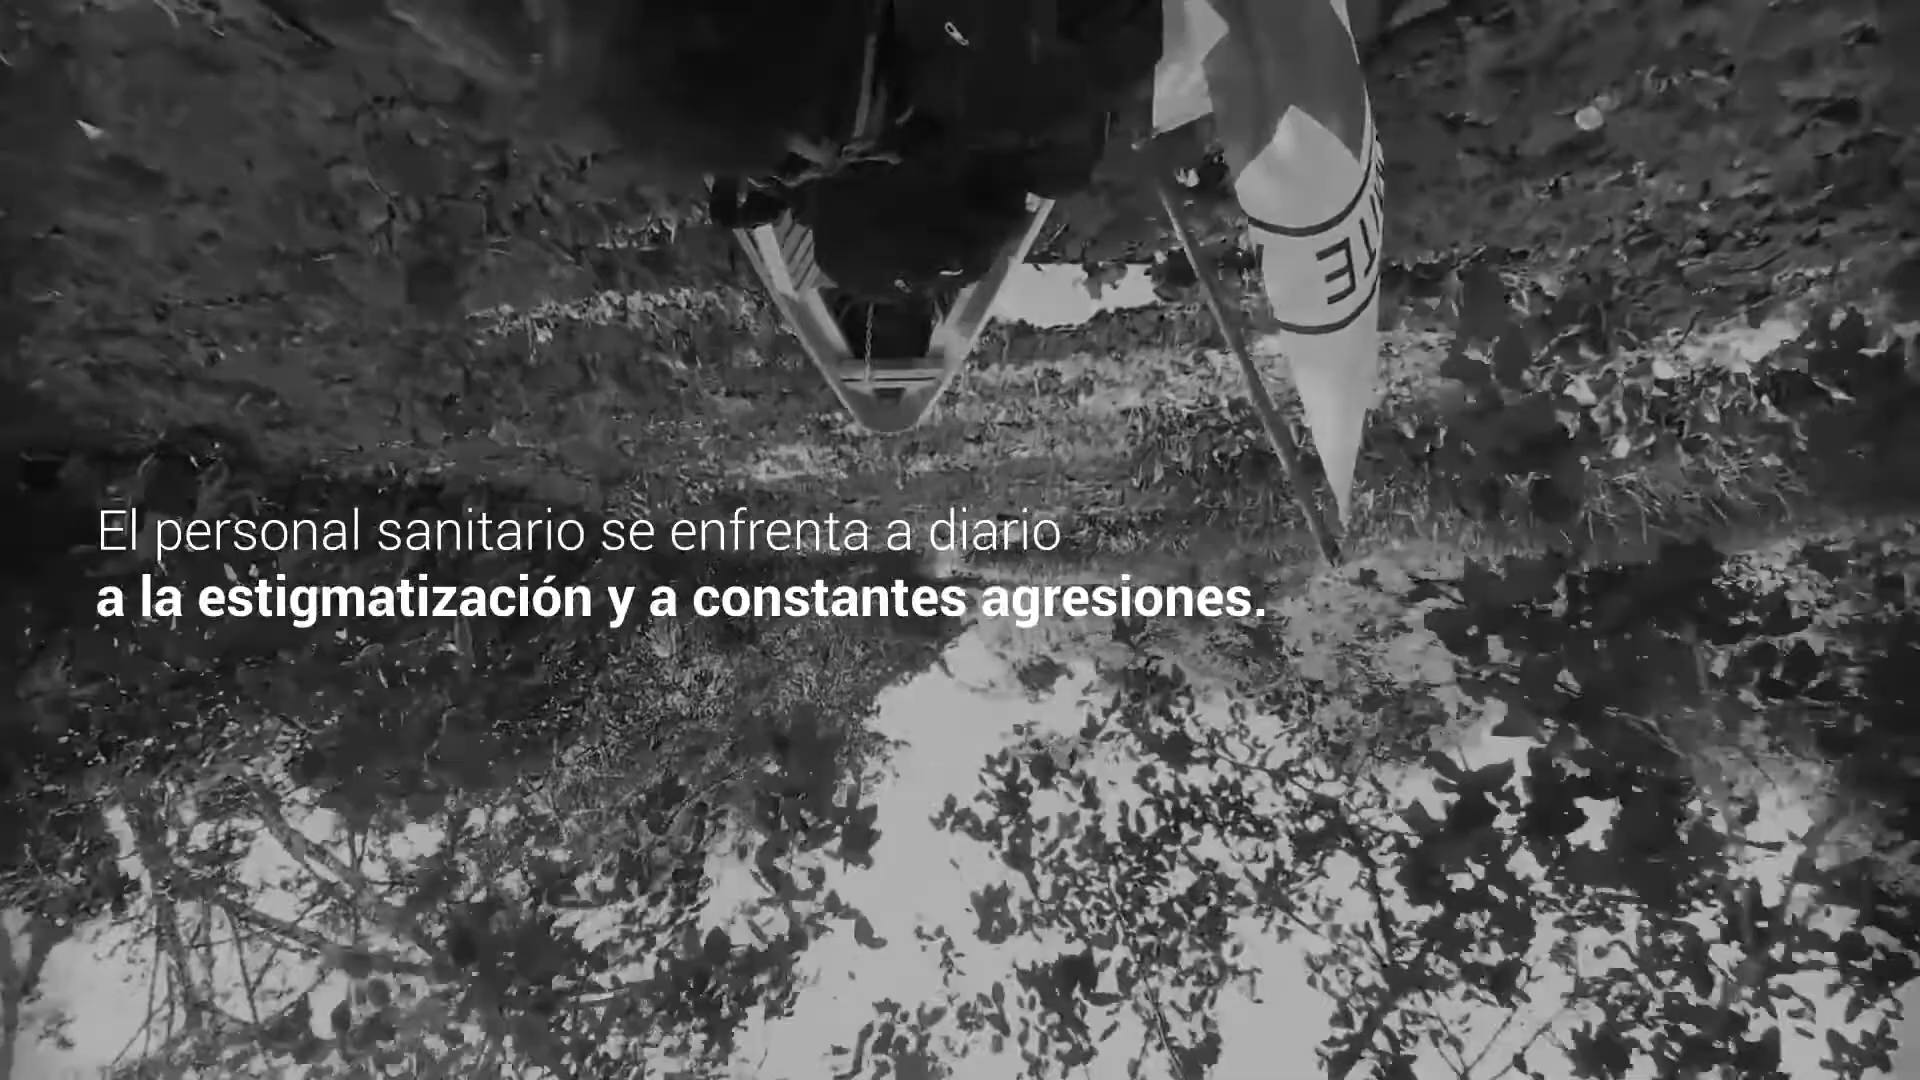 El personal sanitario se enfrenta a diario
a la estigmatización y a constantes agresiones.